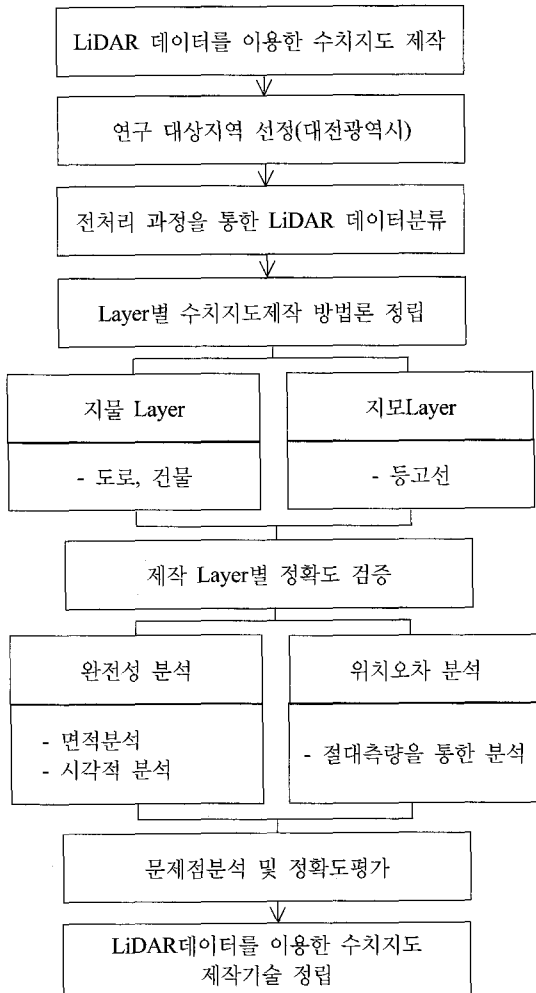 LiDAR 데이터를 이용한 수치지도 제작
연구 대상지역 선정(대전광역시)
전처리 과정을 통한 LiDAR 데이터분류
Layer별 수치지도제작 방법론 정립
지물 Layer
- 도로, 건물
지모Layer
- 등고선
제작 Layer별 정확도 검증
완전성 분석
- 면적분석
- 시각적 분석
위치오차 분석
- 절대측량을 통한 분석
문제점분석 및 정확도평가
LiDAR데이터를 이용한 수치지도
제작기술 정립